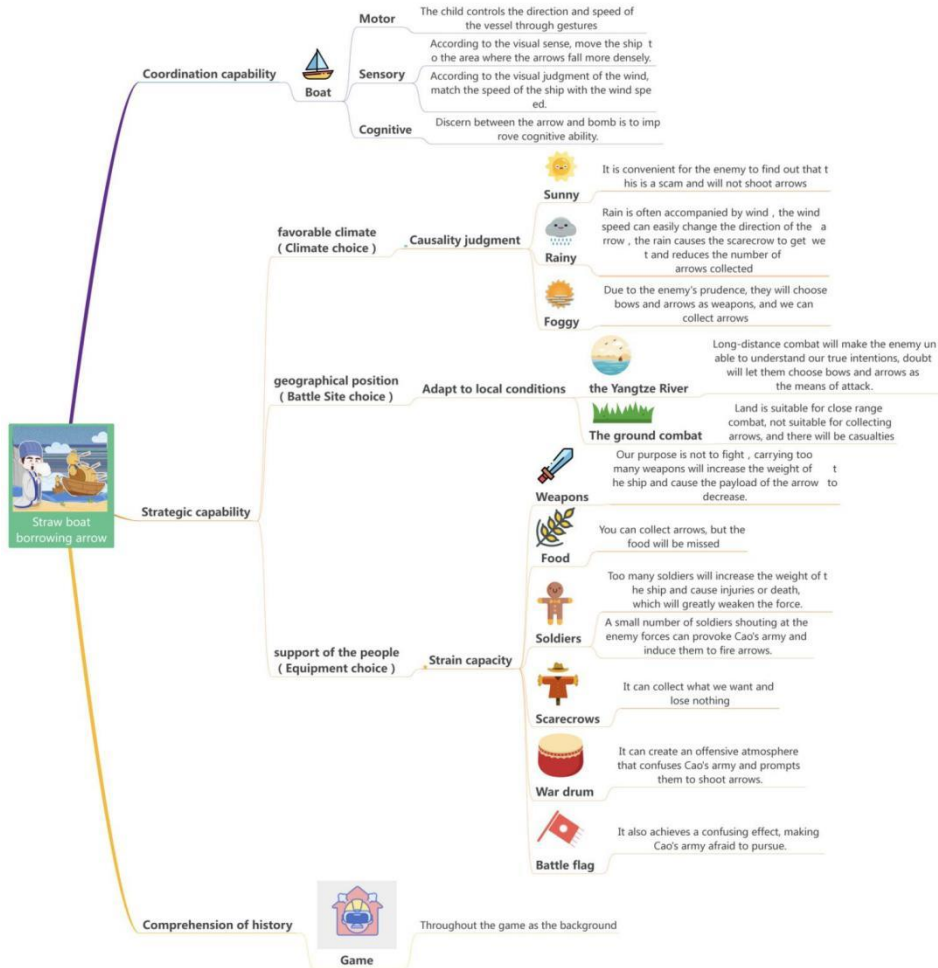 Straw boat
borrowing arrow
Coordination capability
Boat
Motor
The child controls the direction and speed of
the vessel through gestures
Sensory
According to the visual sense, move the ship t
o the area where the arrows fall more densely.
According to the visual judgment of the wind,
match the speed of the ship with the wind spe
ed.
Cognitive
Discern between the arrow and bomb is to imp
rove cognitive ability.
Strategic capability
favorable climate
( Climate choice )
Causality judgment
Sunny
It is convenient for the enemy to find out that t
his is a scam and will not shoot arrows
Rainy
Rain is often accompanied by wind , the wind
speed can easily change the direction of the a
rrow , the rain causes the scarecrow to get we
t and reduces the number of
arrows collected
Foggy
Due to the enemy's prudence, they will choose
bows and arrows as weapons, and we can
collect arrows
geographical position
( Battle Site choice )
Adapt to local conditions
the Yangtze River
Long-distance combat will make the enemy un
able to understand our true intentions, doubt
will let them choose bows and arrows as
the means of attack.
The ground combat
Land is suitable for close range
combat, not suitable for collecting
arrows, and there will be casualties
support of the people
( Equipment choice )
Strain capacity
Weapons
Our purpose is not to fight , carrying too
many weapons will increase the weight of t
he ship and cause the payload of the arrow to
decrease.
Food
You can collect arrows, but the
food will be missed
Soldiers
Too many soldiers will increase the weight of t
he ship and cause injuries or death,
which will greatly weaken the force.
A small number of soldiers shouting at the
enemy forces can provoke Cao's army and
induce them to fire arrows.
Scarecrows
It can collect what we want and
lose nothing
War drum
It can create an offensive atmosphere
that confuses Cao's army and prompts
them to shoot arrows.
Battle flag
It also achieves a confusing effect, making
Cao's army afraid to pursue.
Comprehension of history
Game
Throughout the game as the background